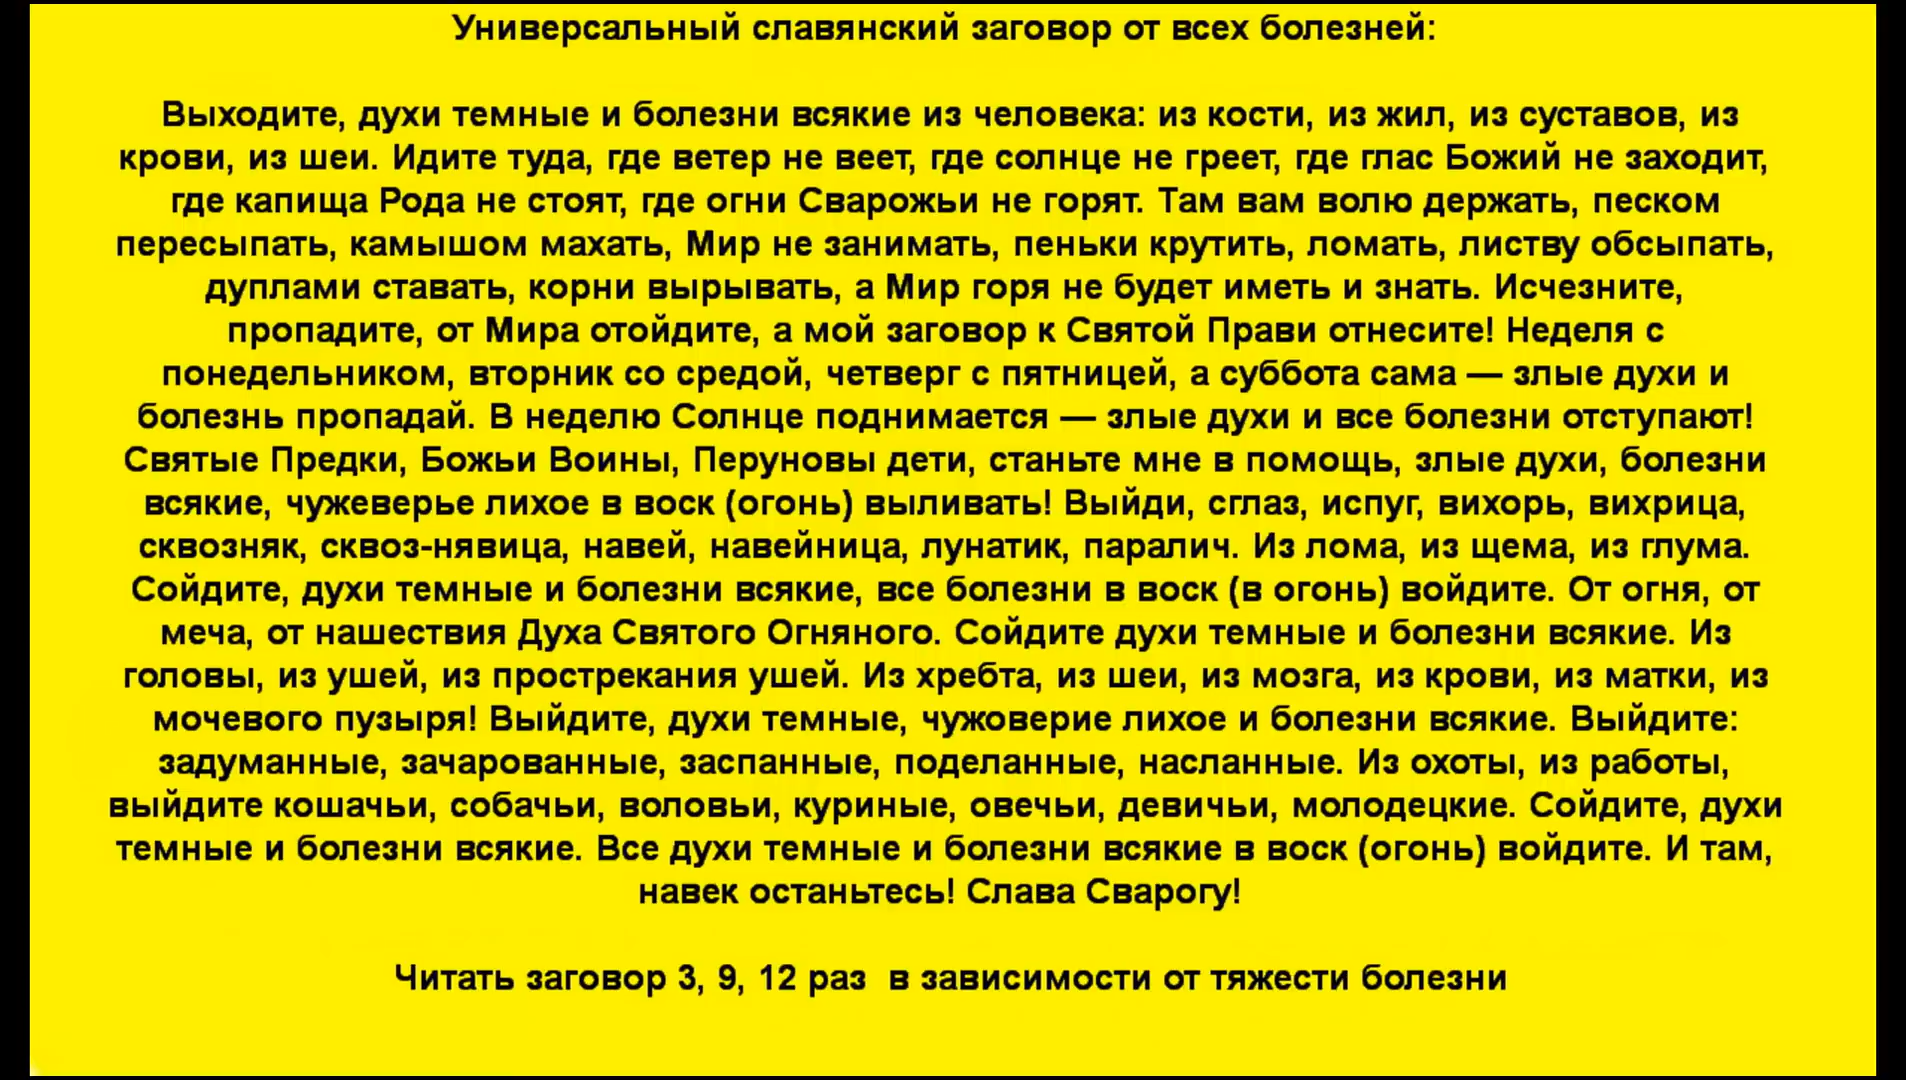 Универсальный славянский заговор от всех болезней:
Выходите, духи темные и болезни всякие из человека: из кости, из жил, из суставов, из
крови, из шеи. Идите туда, где ветер не веет, где солнце не греет, где глас Божий не заходит,
где капища Рода не стоят, где огни Сварожьи не горят. Там вам волю держать, песком
пересыпать, камышом махать, Мир не занимать, пеньки крутить, ломать, листву обсыпать,
дуплами ставать, корни вырывать, а Мир горя не будет иметь и знать. Исчезните,
пропадите, от Мира отойдите, а мой заговор к Святой Прави отнесите! Неделя с
понедельником, вторник со средой, четверг с пятницей, а суббота сама — злые духи и
болезнь пропадай. В неделю Солнце поднимается — злые духи и все болезни отступают!
Святые Предки, Божьи Воины, Перуновы дети, станьте мне в помощь, злые духи, болезни
всякие, чужеверье лихое в воск (огонь) выливать! Выйди, сглаз, испуг, вихорь, вихрица,
сквозняк, сквоз-нявица, навей, навейница, лунатик, паралич. Из лома, из щема, из глума.
Сойдите, духи темные и болезни всякие, все болезни в воск (в огонь) войдите. От огня, от
меча, от нашествия Духа Святого Огняного. Сойдите духи темные и болезни всякие. Из
головы, из ушей, из прострекания ушей. Из хребта, из шеи, из мозга, из крови, из матки, из
мочевого пузыря! Выйдите, духи темные, чужоверие лихое и болезни всякие. Выйдите:
задуманные, зачарованные, заспанные, поделанные, насланные. Из охоты, из работы,
выйдите кошачьи, собачьи, воловьи, куриные, овечьи, девичьи, молодецкие. Сойдите, духи
темные и болезни всякие. Все духи темные и болезни всякие в воск (огонь) войдите. И там,
навек останьтесь! Слава Сварогу!
Читать заговор 3, 9, 12 раз  в зависимости от тяжести болезни